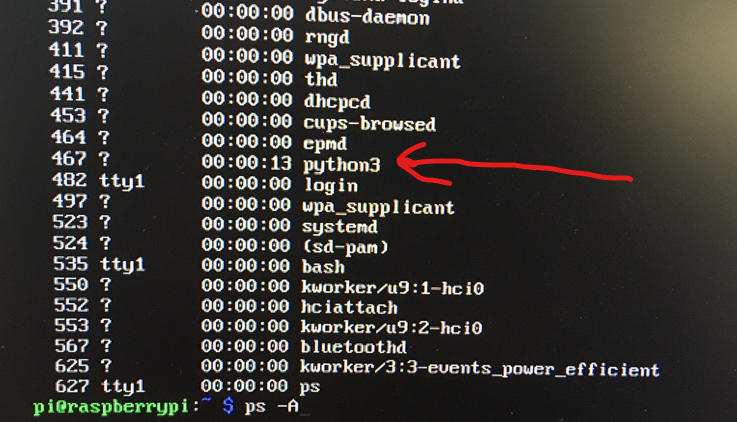 391 ?        00:00:00
392 ?        00:00:00 dbus-daemon
411 ?        00:00:00 rngd
415 ?        00:00:00 wpa_supplicant
441 ?        00:00:00 thd
453 ?        00:00:00 dhcpcd
464 ?        00:00:00 cups-browsed
467 ?        00:00:00 epmd
482 tty1     00:00:13 python3
497 ?        00:00:00 login
523 ?        00:00:00 wpa_supplicant
524 ?        00:00:00 systemd
535 tty1     00:00:00 (sd-pam)
550 ?        00:00:00 bash
552 ?        00:00:00 kworker/u9:1-hci0
553 ?        00:00:00 hciattach
567 ?        00:00:00 kworker/u9:2-hci0
625 ?        00:00:00 bluetoothd
627 tty1     00:00:00 kworker/3:3-events_power_efficient
00:00:00 ps
pi@raspberrypi:~ $ ps -A